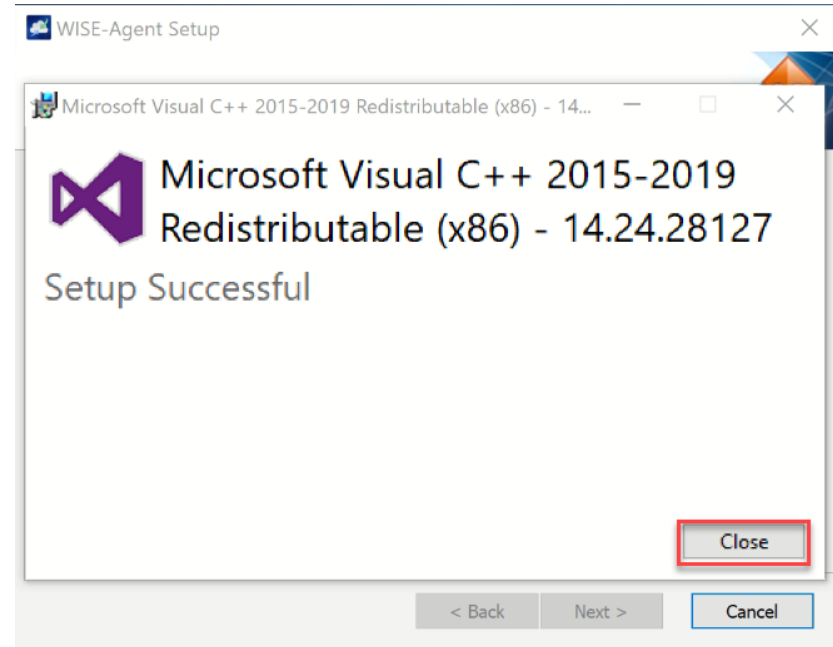 WISE-Agent Setup
Microsoft Visual C++ 2015-2019 Redistributable (x86) - 14...
Microsoft Visual C++ 2015-2019
Redistributable (x86) - 14.24.28127
Setup Successful
Close
< Back Next > Cancel